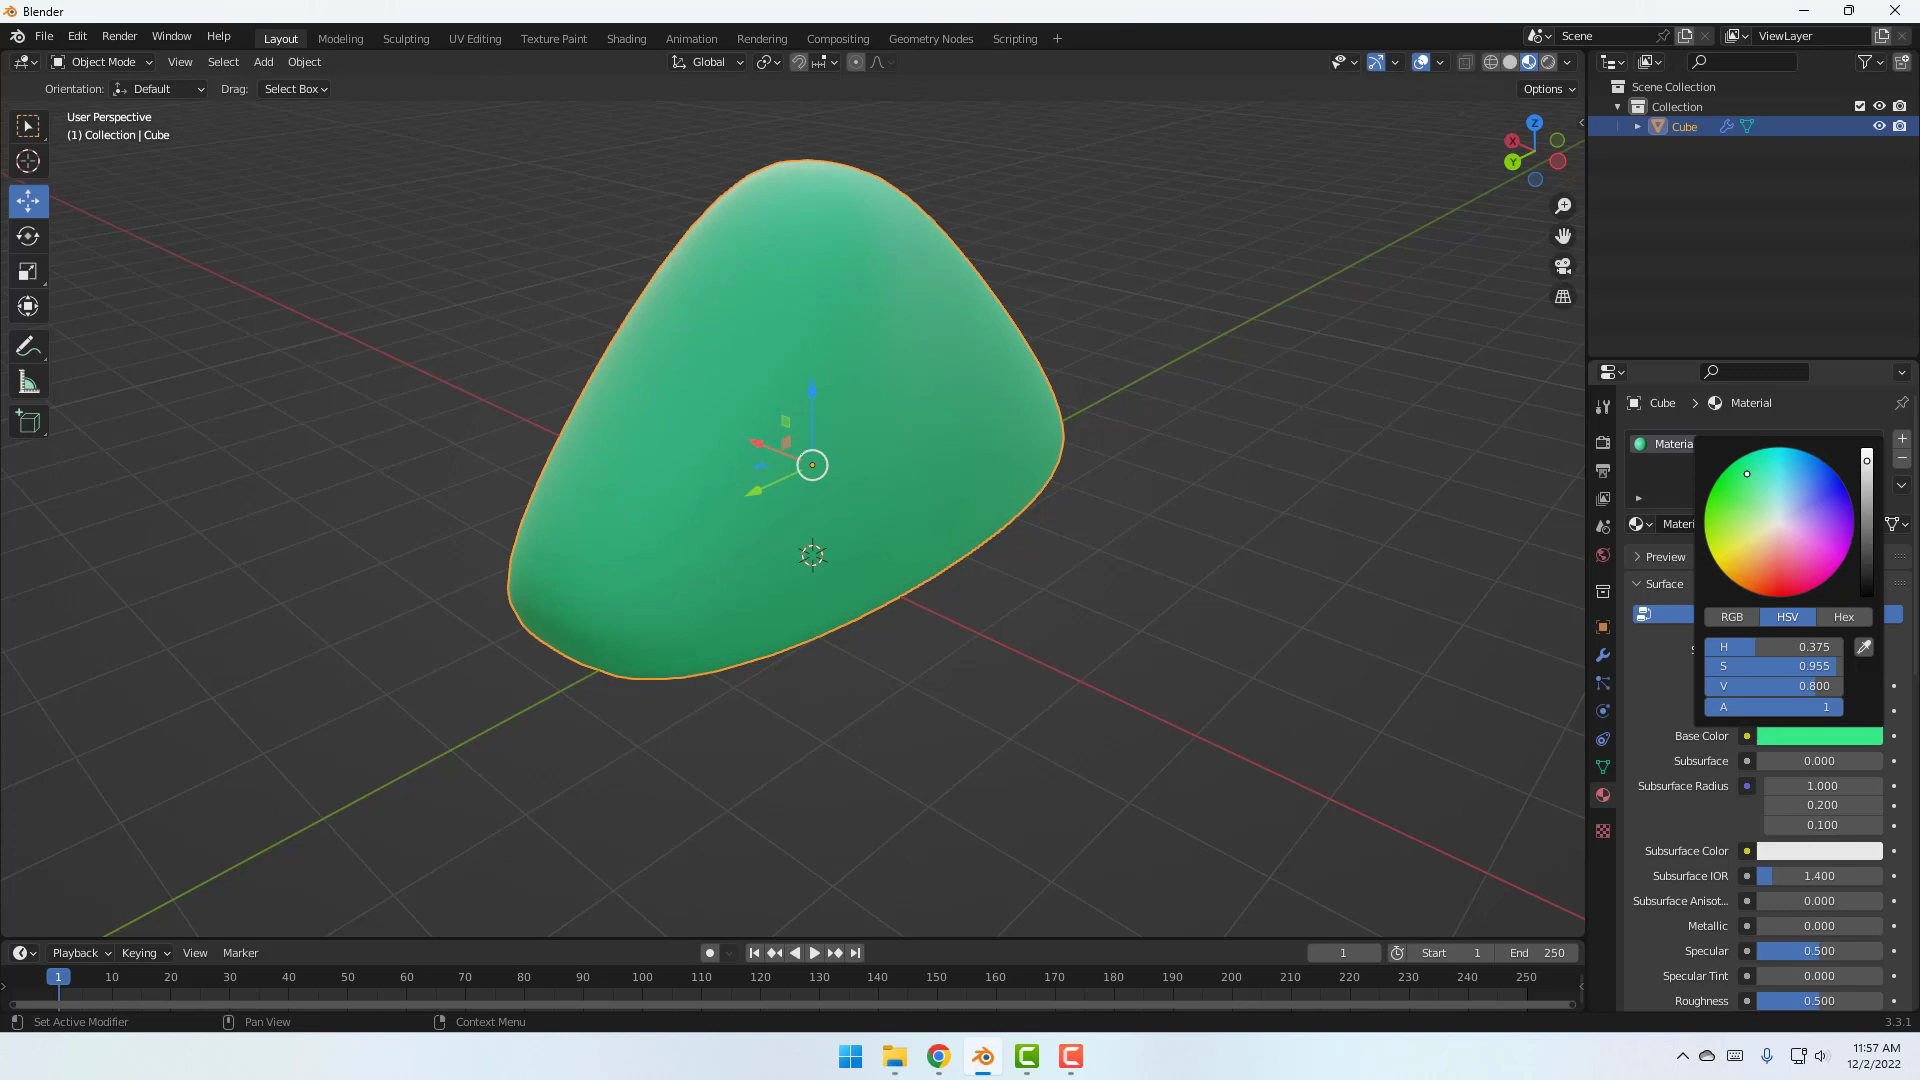 Blender
File Edit Render Window Help Layout Modeling Sculpting UV Editing Texture Paint Shading Animation Rendering Compositing Geometry Nodes Scripting + Scene ViewLayer
Object Mode View Select Add Object Global
Orientation: Default Drag: Select Box Options
User Perspective
(1) Collection | Cube
Z
X
Y
Scene Collection
Collection
Cube
Cube > Material
Materia
Materi
Preview
Surface
RGB HSV Hex
H 0.375
S 0.955
V 0.800
A 1
Base Color
Subsurface 0.000
Subsurface Radius 1.000
0.200
0.100
Subsurface Color
Subsurface IOR 1.400
Subsurface Anisot... 0.000
Metallic 0.000
Specular 0.500
Specular Tint 0.000
Roughness 0.500
Playback Keying View Marker 1 Start 1 End 250
1 10 20 30 40 50 60 70 80 90 100 110 120 130 140 150 160 170 180 190 200 210 220 230 240 250
Set Active Modifier Pan View Context Menu 3.3.1
11:57 AM
12/2/2022